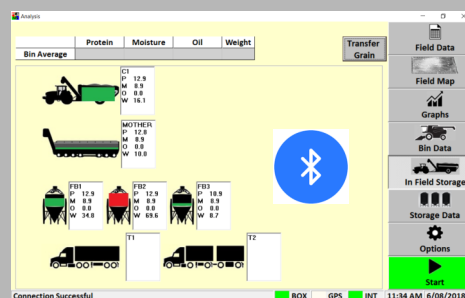 Analysis
Protein Moisture Oil Weight
Bin Average
Transfer
Grain
C1
P 12.9
M 8.9
O 0.0
W 16.1
MOTHER
P 12.8
M 8.9
O 0.0
W 10.0
FB1
P 12.9
M 8.9
O 0.0
W 34.8
FB2
P 12.9
M 8.9
O 0.0
W 69.6
FB3
P 10.9
M 8.9
O 0.0
W 8.7
T1
T2
Field Data
Field Map
Graphs
Bin Data
In Field Storage
Storage Data
Options
Start
Connection Successful
BOX GPS INT 11:34 AM 6/08/2018